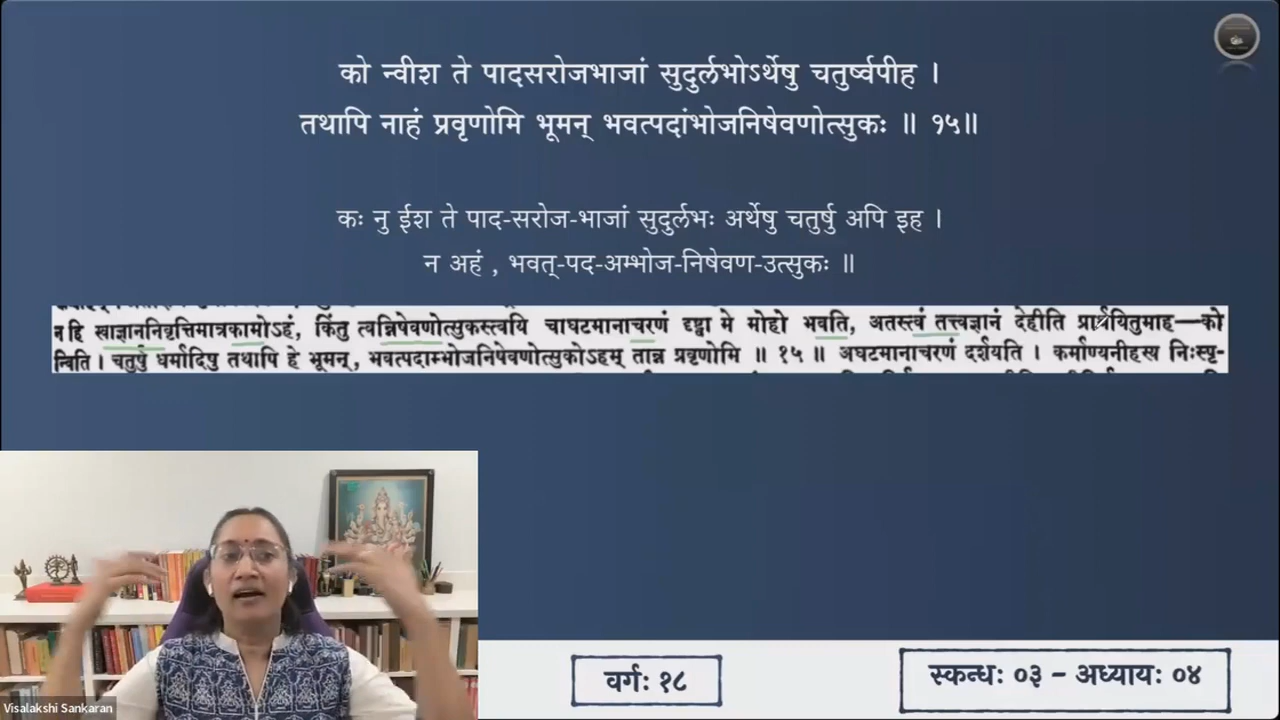 को न्वीश ते पादसरोजभाजां सुदुर्लभोऽर्थेषु चतुर्ष्वपीह ।
तथापि नाहं प्रवृणोमि भूमन् भवत्पदांभोजनिषेवणोत्सुकः ॥ १५॥
कः नु ईश ते पाद-सरोज-भाजां सुदुर्लभः अर्थेषु चतुर्षु अपि इह ।
न अहं , भवत्-पद-अम्भोज-निषेवण-उत्सुकः ॥
न हि स्वाज्ञाननिवृत्तिमात्रकामोऽहं, किंतु त्वन्निषेवणोत्सुकस्त्वयि चाघटमानाचरणं दृष्ट्वा मे मोहो भवति, अतस्त्वं तत्त्वज्ञानं देहीति प्रार्थयितुमाह—को
न्विति । चतुर्षु धर्मादिषु तथापि हे भूमन्, भवत्पदाम्भोजनिषेवणोत्सुकोऽहम् तान्न प्रवृणोमि ॥ १५ ॥ अघटमानाचरणं दर्शयति । कर्माण्यनीहस्य निःस्पृ-
वर्गः १८
स्कन्धः ०३ – अध्यायः ०४
Visalakshi Sankaran